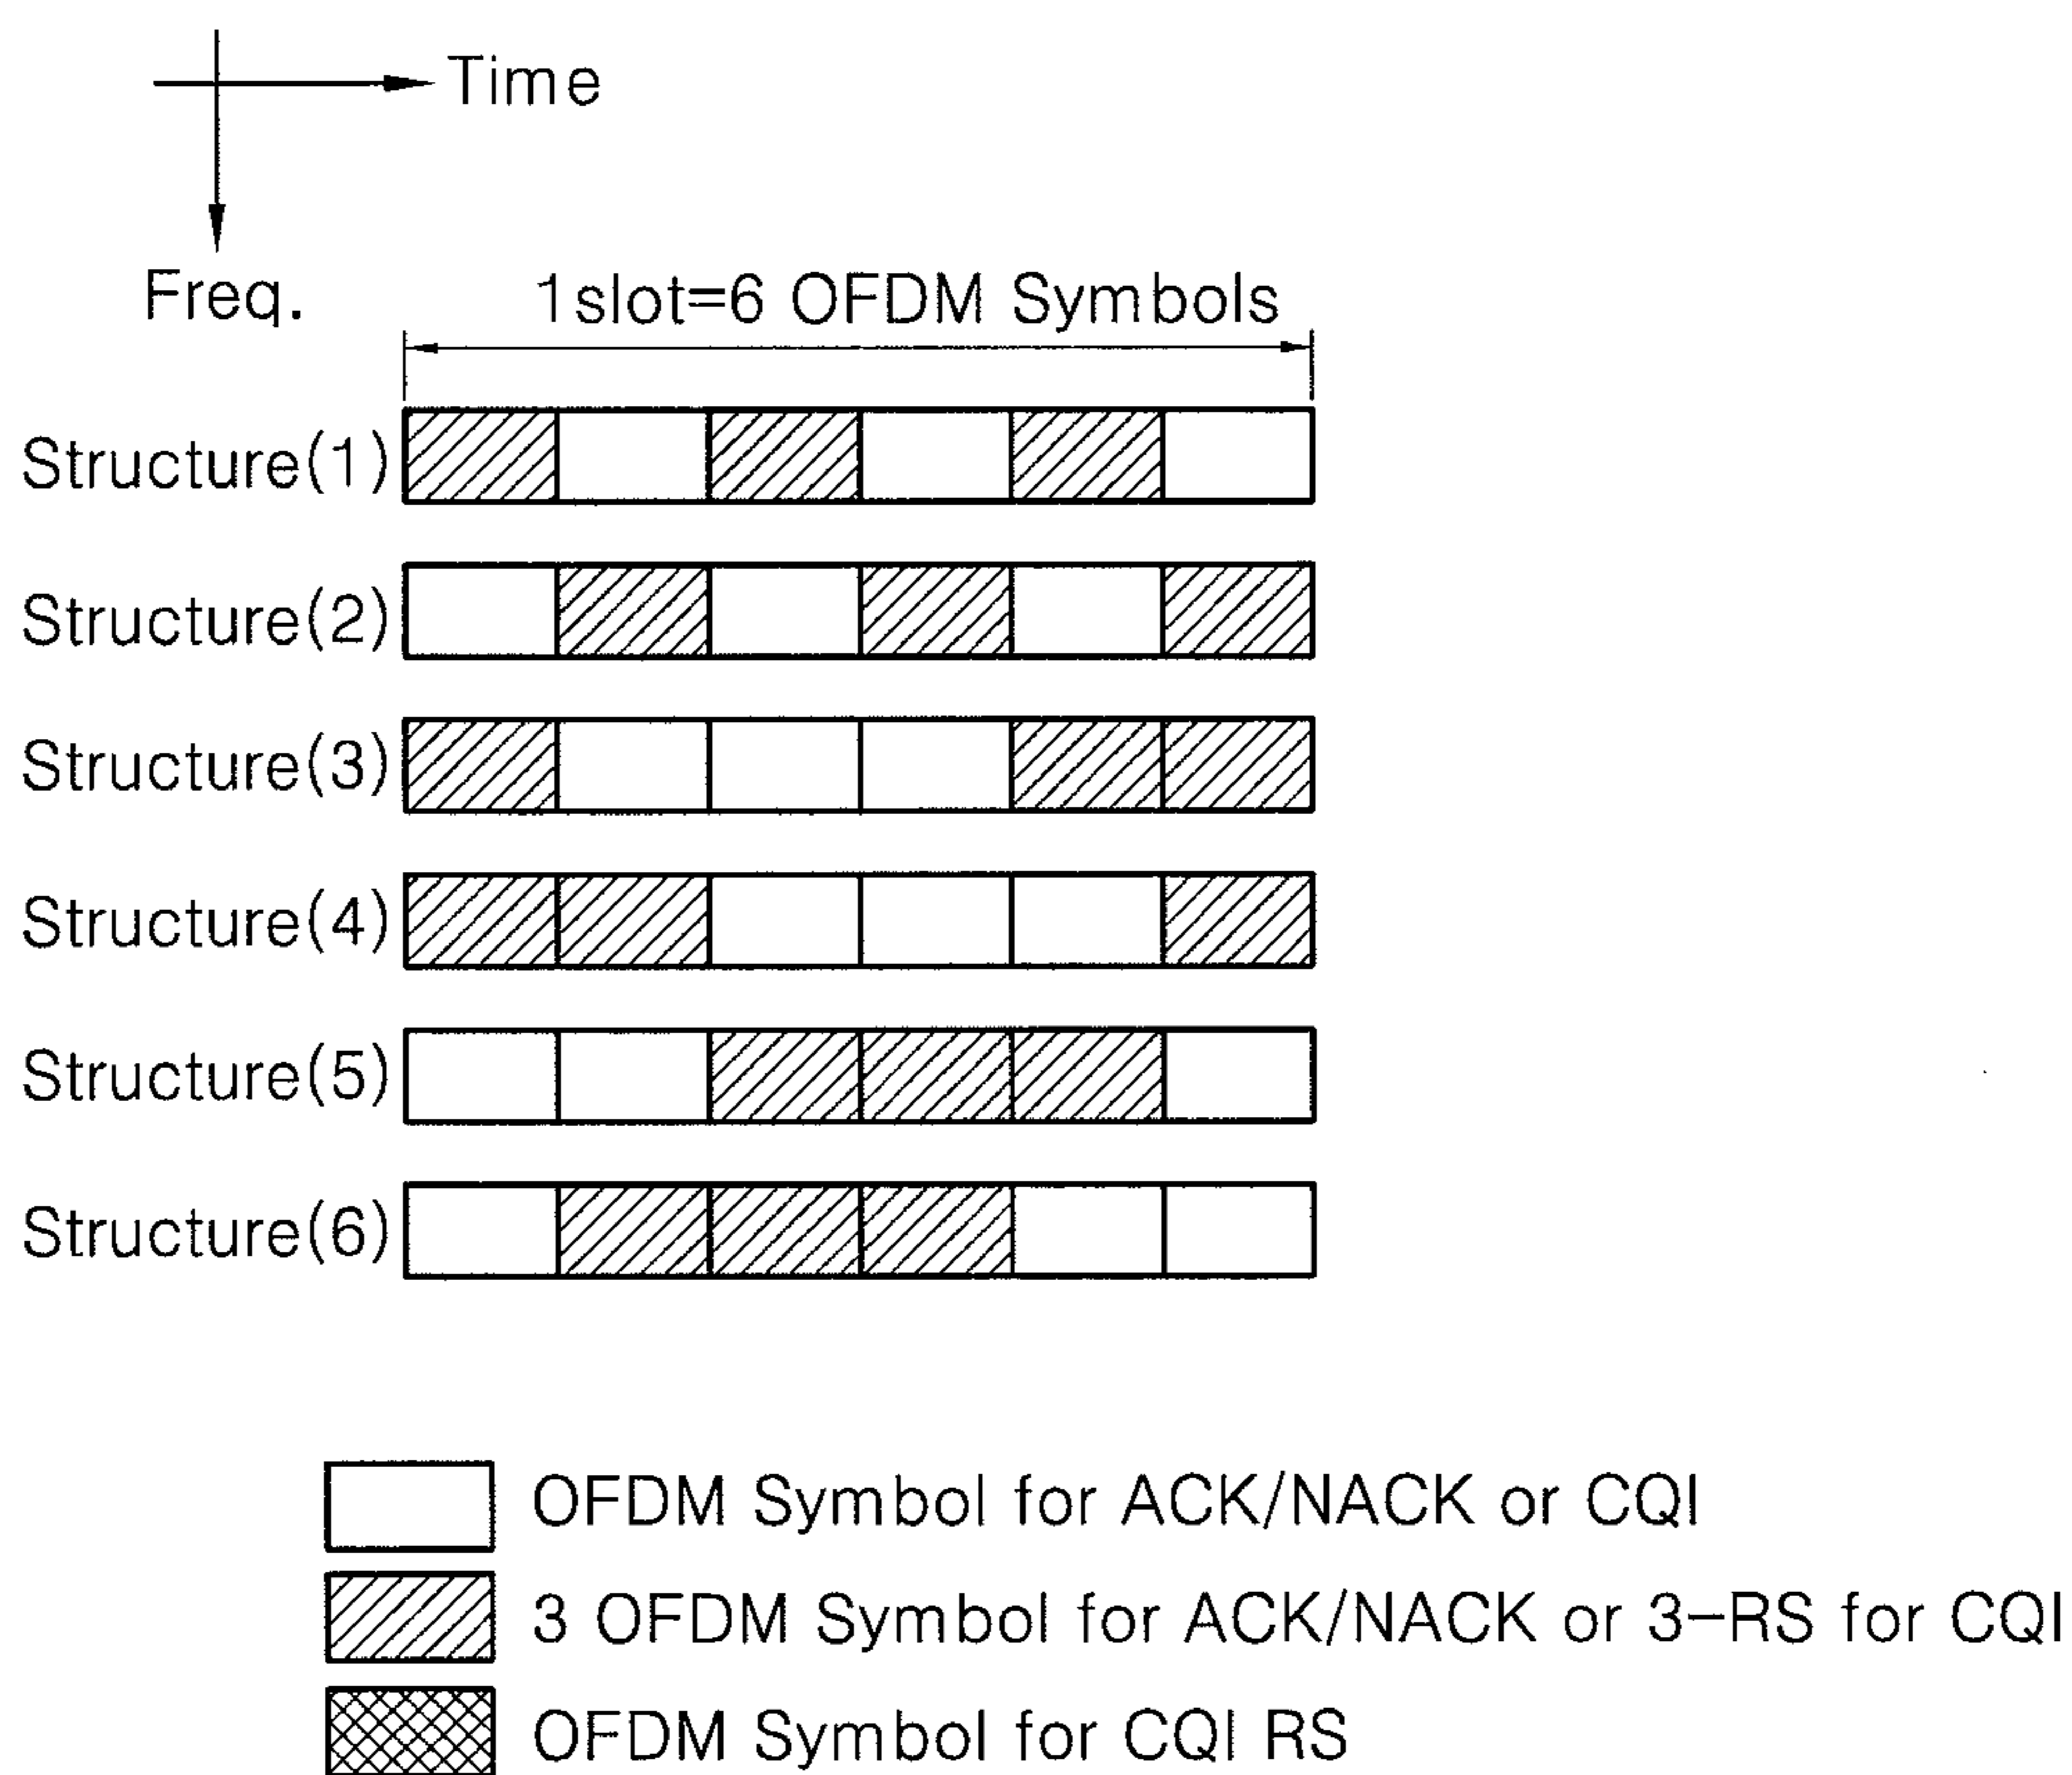 Time
Freq.
1slot=6 OFDM Symbols
Structure(1)
Structure(2)
Structure(3)
Structure(4)
Structure(5)
Structure(6)
OFDM Symbol for ACK/NACK or CQI
3 OFDM Symbol for ACK/NACK or 3-RS for CQI
OFDM Symbol for CQI RS